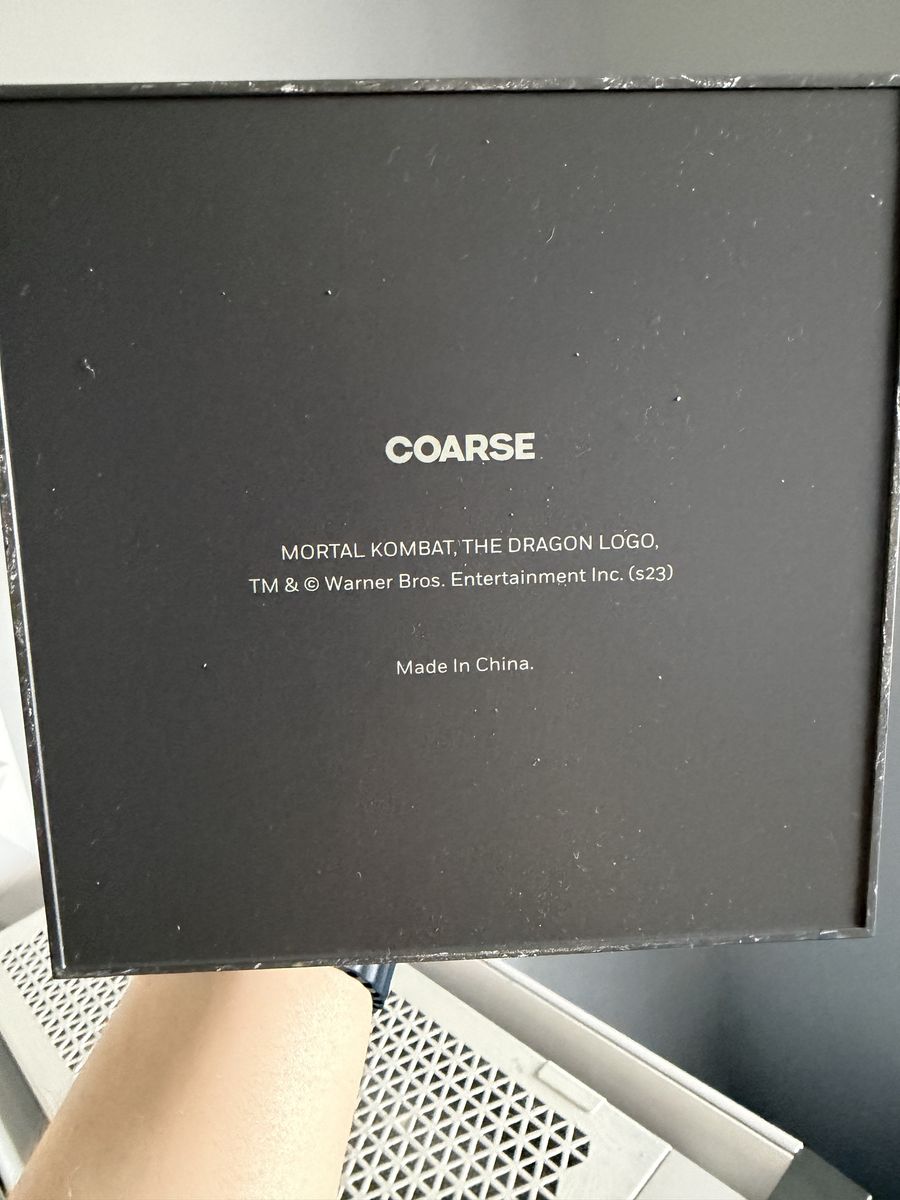 COARSE
MORTAL KOMBAT, THE DRAGON LOGO,
TM & © Warner Bros. Entertainment Inc. (s23)
Made In China.